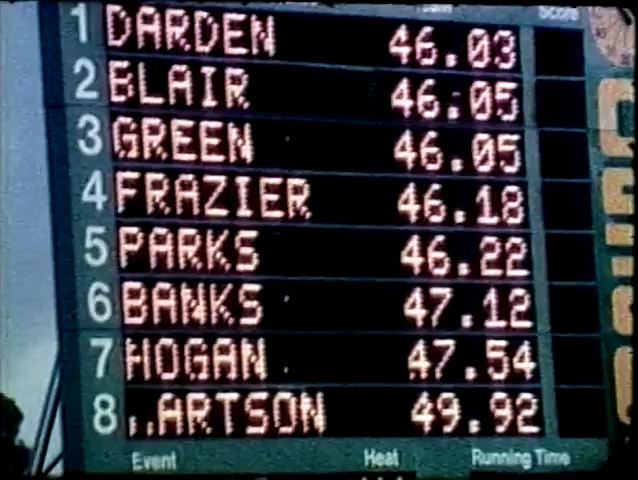 Score
1 DARDEN 46.03
2 BLAIR 46.05
3 GREEN 46.05
4 FRAZIER 46.18
5 PARKS 46.22
6 BANKS 47.12
7 HOGAN 47.54
8 ..ARTSON 49.92
Event Heat Running Time